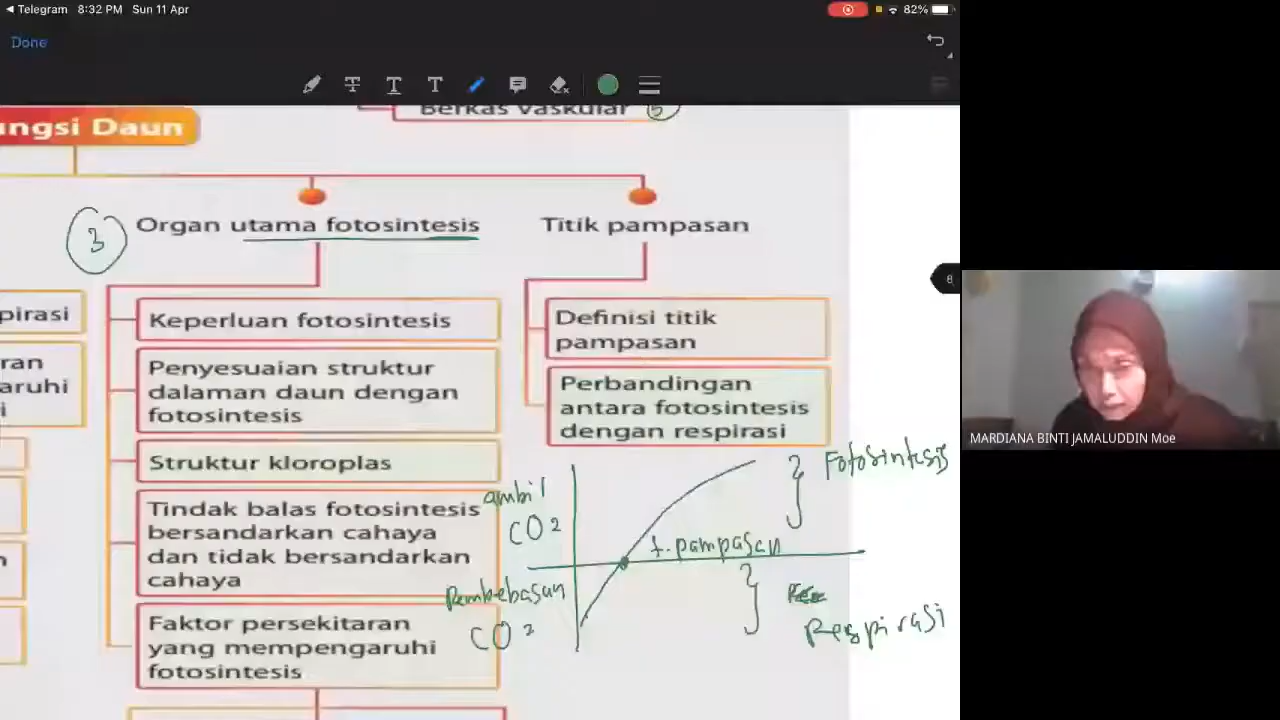 Telegram 8:32 PM Sun 11 Apr
82%
Done
T T T
Berkas vaskular 5
ungsi Daun
3
Organ utama fotosintesis
Titik pampasan
8
pirasi
ran
aruhi
i
Keperluan fotosintesis
Penyesuaian struktur
dalaman daun dengan
fotosintesis
Struktur kloroplas
Tindak balas fotosintesis
bersandarkan cahaya
dan tidak bersandarkan
cahaya
Faktor persekitaran
yang mempengaruhi
fotosintesis
Definisi titik
pampasan
Perbandingan
antara fotosintesis
dengan respirasi
Fotosintesis
ambil
CO2
t. pampasan
Pembebasan
CO2
Respirasi
MARDIANA BINTI JAMALUDDIN Moe